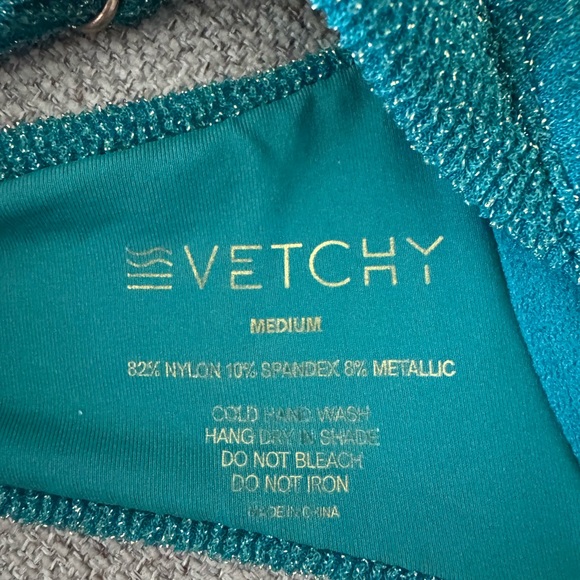 VETCHY
MEDIUM
82% NYLON 10% SPANDEX 8% METALLIC
COLD HAND WASH
HANG DRY IN SHADE
DO NOT BLEACH
DO NOT IRON
MADE IN CHINA